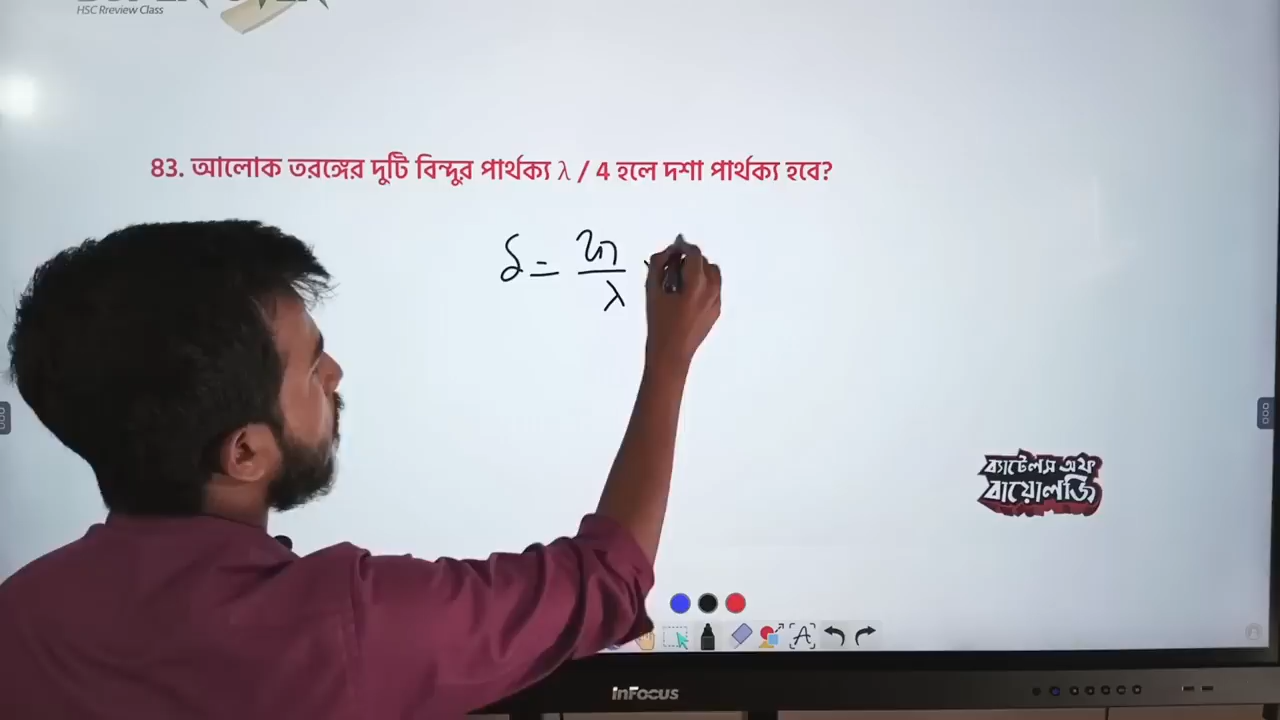 HSC Rreview Class
83. আলোক তরঙ্গের দুটি বিন্দুর পার্থক্য λ / 4 হলে দশা পার্থক্য হবে?
δ = 2π
λ
ব্যাটেলস অফ
বায়োলজি
A
InFocus